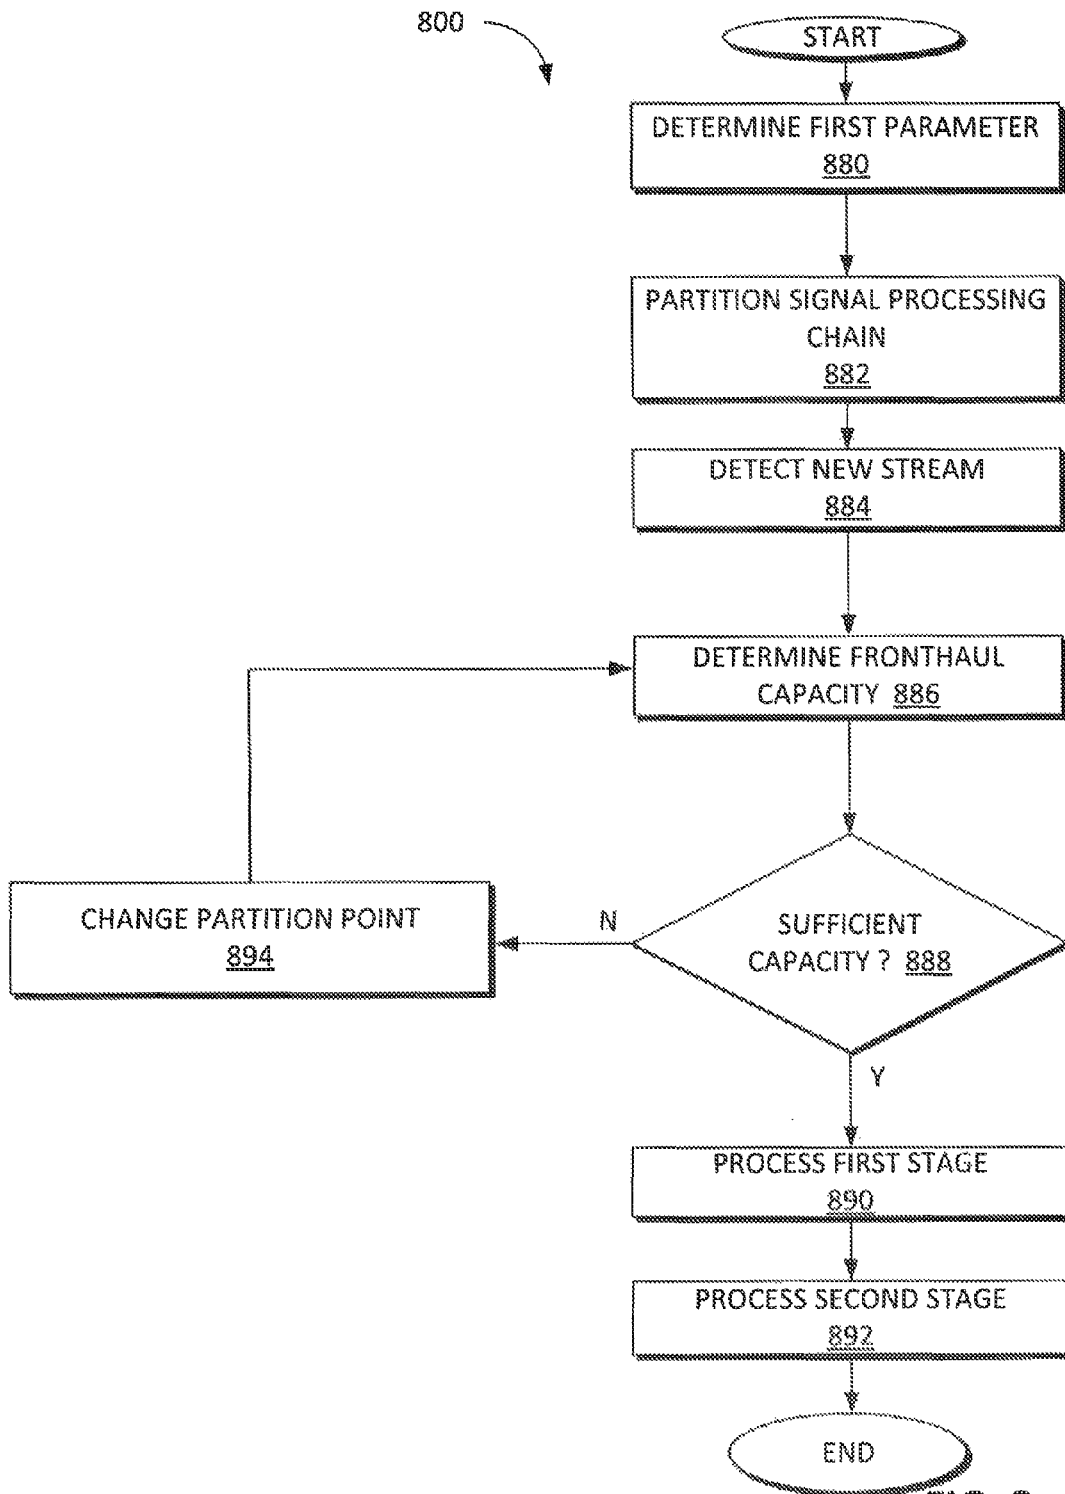 800
START
DETERMINE FIRST PARAMETER
880
PARTITION SIGNAL PROCESSING
CHAIN
882
DETECT NEW STREAM
884
DETERMINE FRONTHAUL
CAPACITY 886
SUFFICIENT
CAPACITY ? 888
N
CHANGE PARTITION POINT
894
Y
PROCESS FIRST STAGE
890
PROCESS SECOND STAGE
892
END